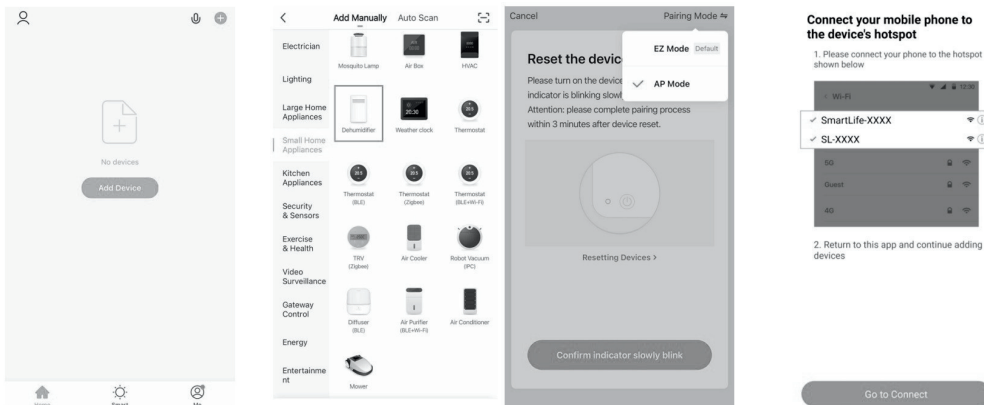 No devices
Add Device
Smart
Me
Add Manually
Auto Scan
Electrician
Lighting
Large Home
Appliances
Small Home
Appliances
Kitchen
Appliances
Security
& Sensors
Exercise
& Health
Video
Surveillance
Gateway
Control
Energy
Entertainme
nt
Mosquito Lamp
Air Box
HVAC
Dehumidifier
Weather clock
Thermostat
Thermostat
(BLE)
Thermostat
(Zigbee)
Thermostat
(BLE+Wi-Fi)
TRV
(Zigbee)
Air Cooler
Robot Vacuum
(IPC)
Diffuser
(BLE)
Air Purifier
(BLE+Wi-Fi)
Air Conditioner
Mower
Cancel
Pairing Mode
EZ Mode Default
AP Mode
Reset the devic
Please turn on the device
indicator is blinking slowl
Attention: please complete pairing process
within 3 minutes after device reset.
Resetting Devices >
Confirm indicator slowly blink
Connect your mobile phone to
the device's hotspot
1. Please connect your phone to the hotspot
shown below
12:00
Wi-Fi
SmartLife-XXXX
SL-XXXX
5G
Guest
4G
2. Return to this app and continue adding
devices
Go to Connect